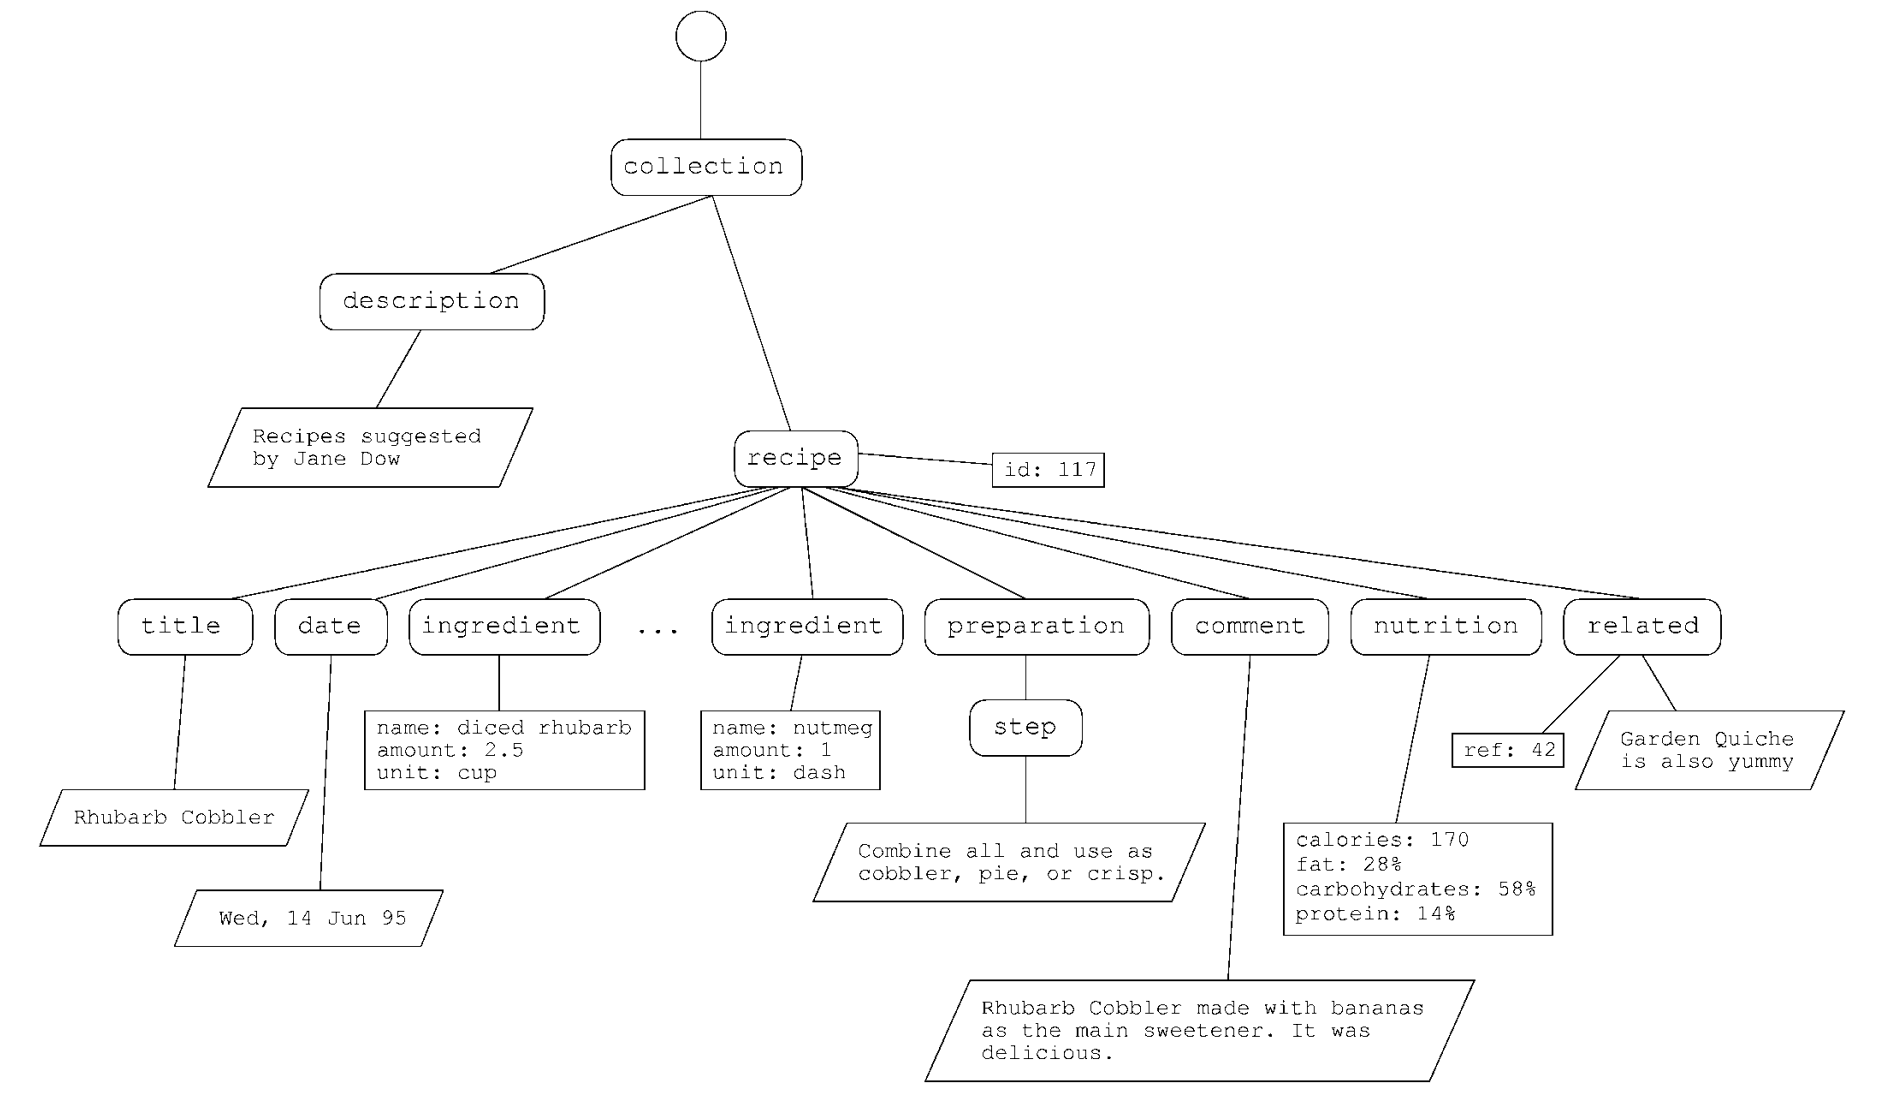 collection
description
Recipes suggested
by Jane Dow
recipe
id: 117
title
date
ingredient
...
ingredient
preparation
comment
nutrition
related
name: diced rhubarb
amount: 2.5
unit: cup
name: nutmeg
amount: 1
unit: dash
step
ref: 42
Garden Quiche
is also yummy
Rhubarb Cobbler
Combine all and use as
cobbler, pie, or crisp.
calories: 170
fat: 28%
carbohydrates: 58%
protein: 14%
Wed, 14 Jun 95
Rhubarb Cobbler made with bananas
as the main sweetener. It was
delicious.